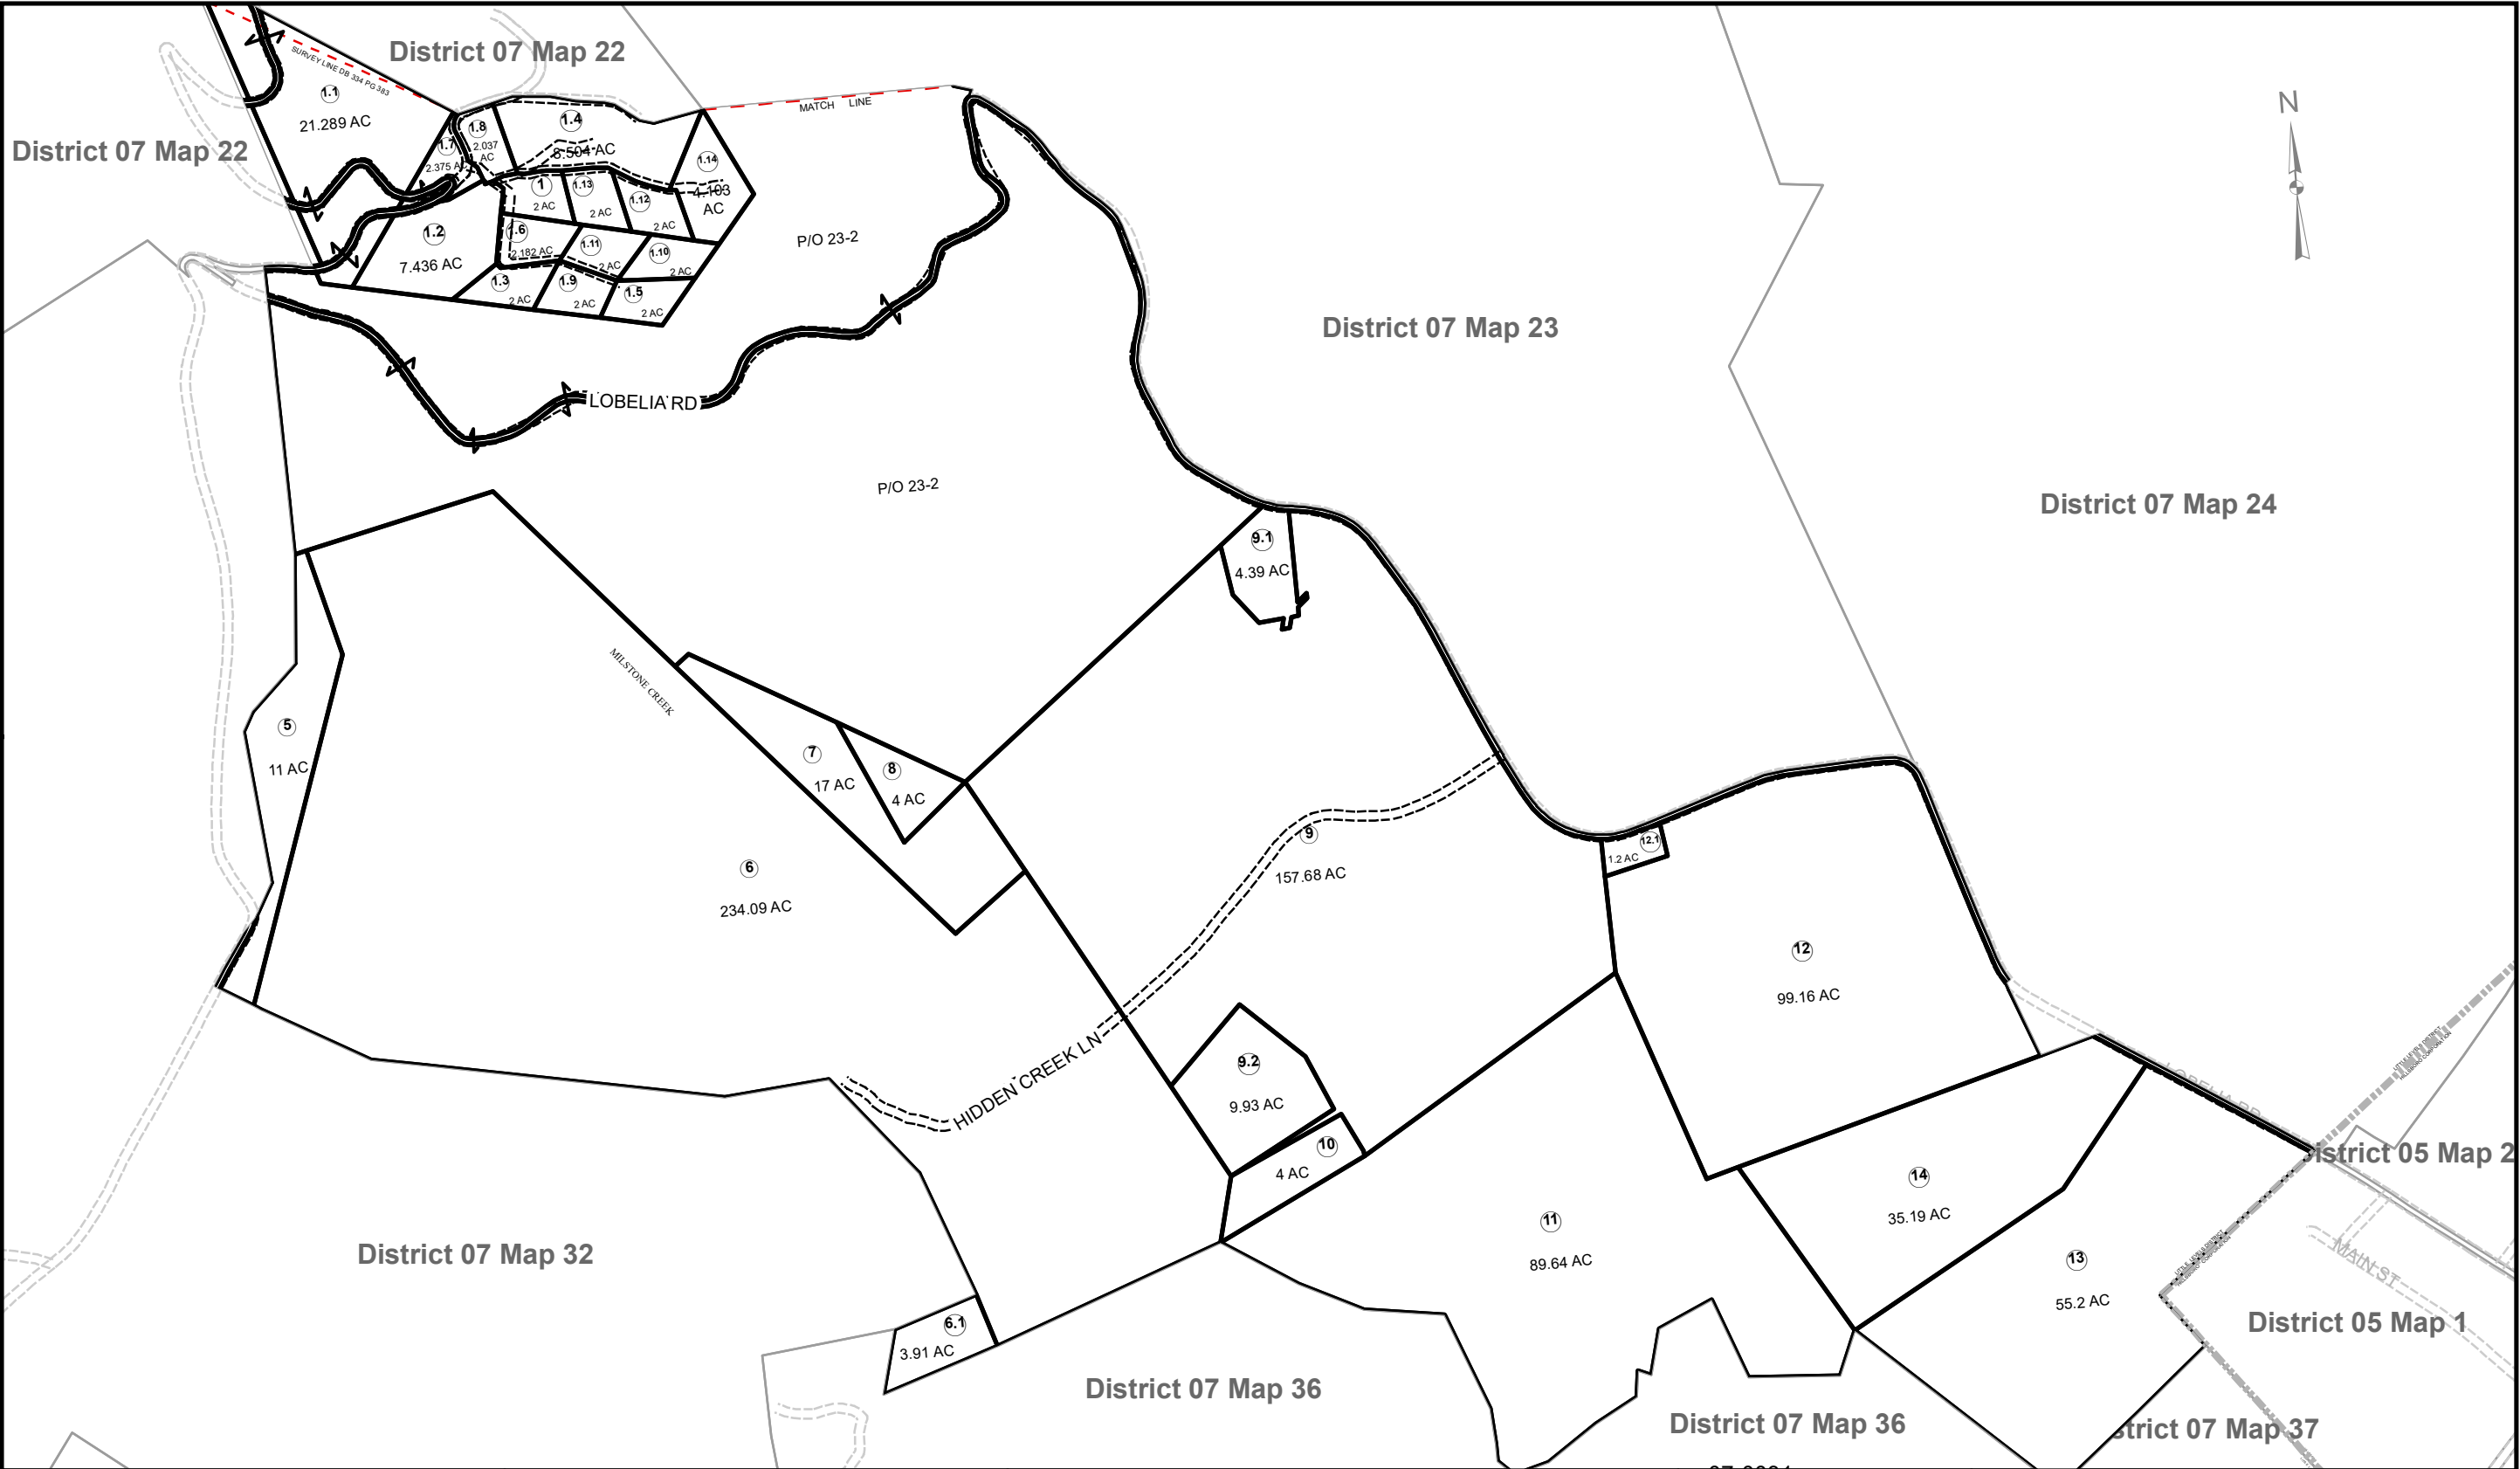 District 07 Map 22
N
SURVEY LINE DB 334 PG 383
1.1
21.289 AC
MATCH LINE
District 07 Map 22
1.8
2.037
AC
1.4
8.504 AC
1.7
2.375 AC
1.14
4.103
AC
1
2 AC
1.13
2 AC
1.12
2 AC
1.2
7.436 AC
1.6
2.182 AC
1.11
2 AC
1.10
2 AC
1.3
2 AC
1.9
2 AC
1.5
2 AC
P/O 23-2
District 07 Map 23
LOBELIA RD
P/O 23-2
District 07 Map 24
9.1
4.39 AC
MILSTONE CREEK
5
11 AC
7
17 AC
8
4 AC
6
234.09 AC
9
157.68 AC
12.1
1.2 AC
12
99.16 AC
HIDDEN CREEK LN
9.2
9.93 AC
10
4 AC
LOBELIA RD
istrict 05 Map 2
14
35.19 AC
11
89.64 AC
13
55.2 AC
MAIN ST
District 07 Map 32
6.1
3.91 AC
District 05 Map 1
District 07 Map 36
District 07 Map 36
strict 07 Map 37